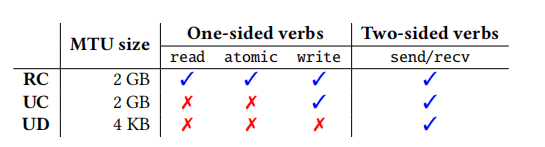 MTU size One-sided verbs Two-sided verbs
read atomic write send/recv
RC 2 GB ✓ ✓ ✓ ✓
UC 2 GB ✗ ✗ ✓ ✓
UD 4 KB ✗ ✗ ✗ ✓